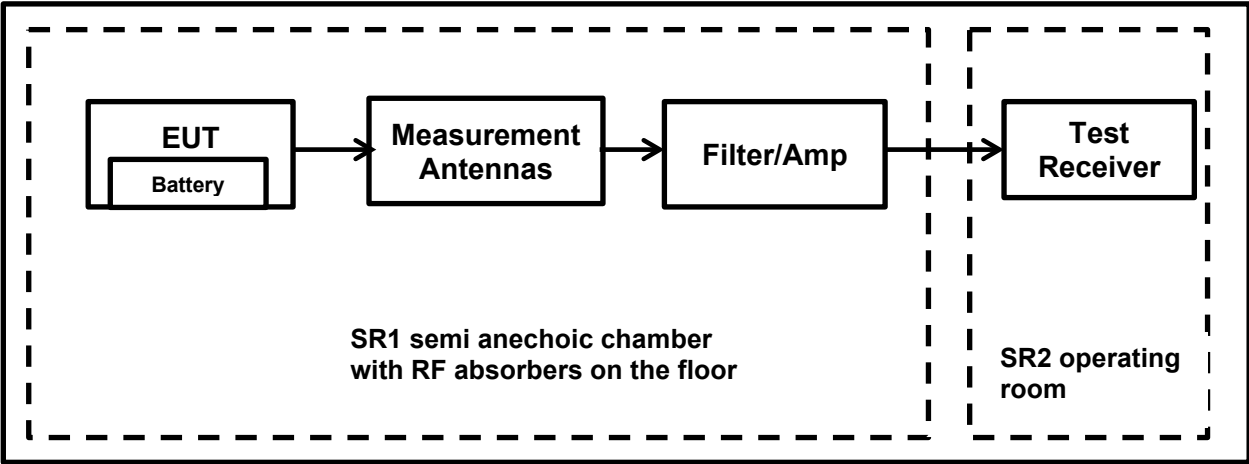 EUT
Battery
Measurement
Antennas
Filter/Amp
Test
Receiver
SR1 semi anechoic chamber
with RF absorbers on the floor
SR2 operating
room